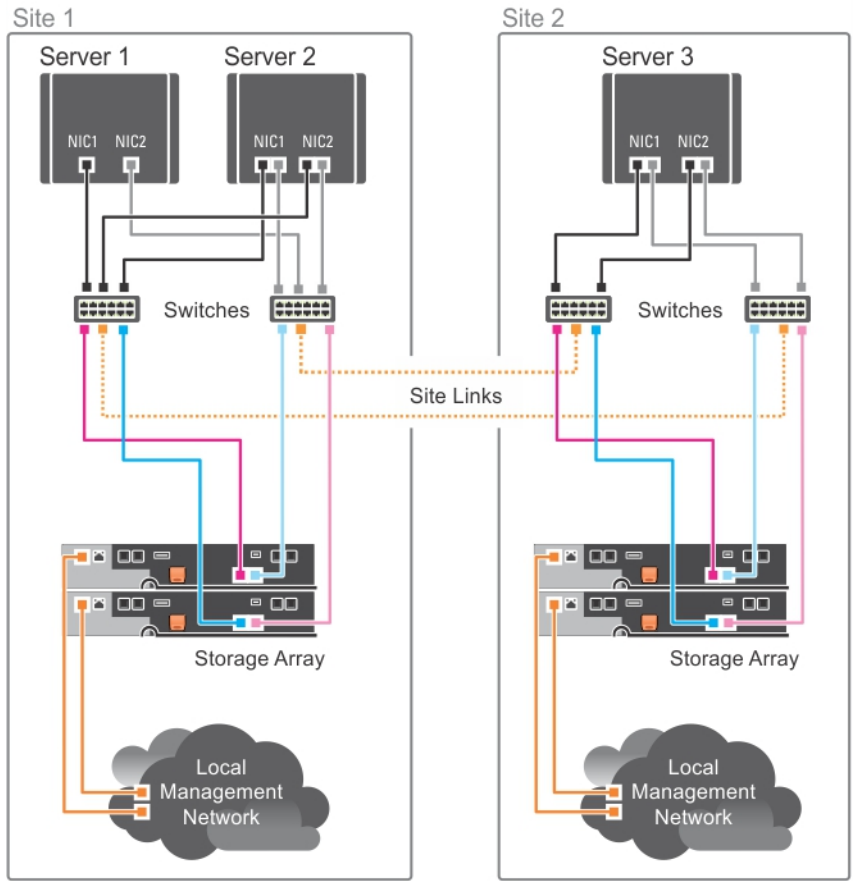 Site 1
Site 2
Server 1
Server 2
Server 3
NIC1
NIC2
NIC1
NIC2
NIC1
NIC2
Switches
Switches
Site Links
Storage Array
Storage Array
Local
Management
Network
Local
Management
Network